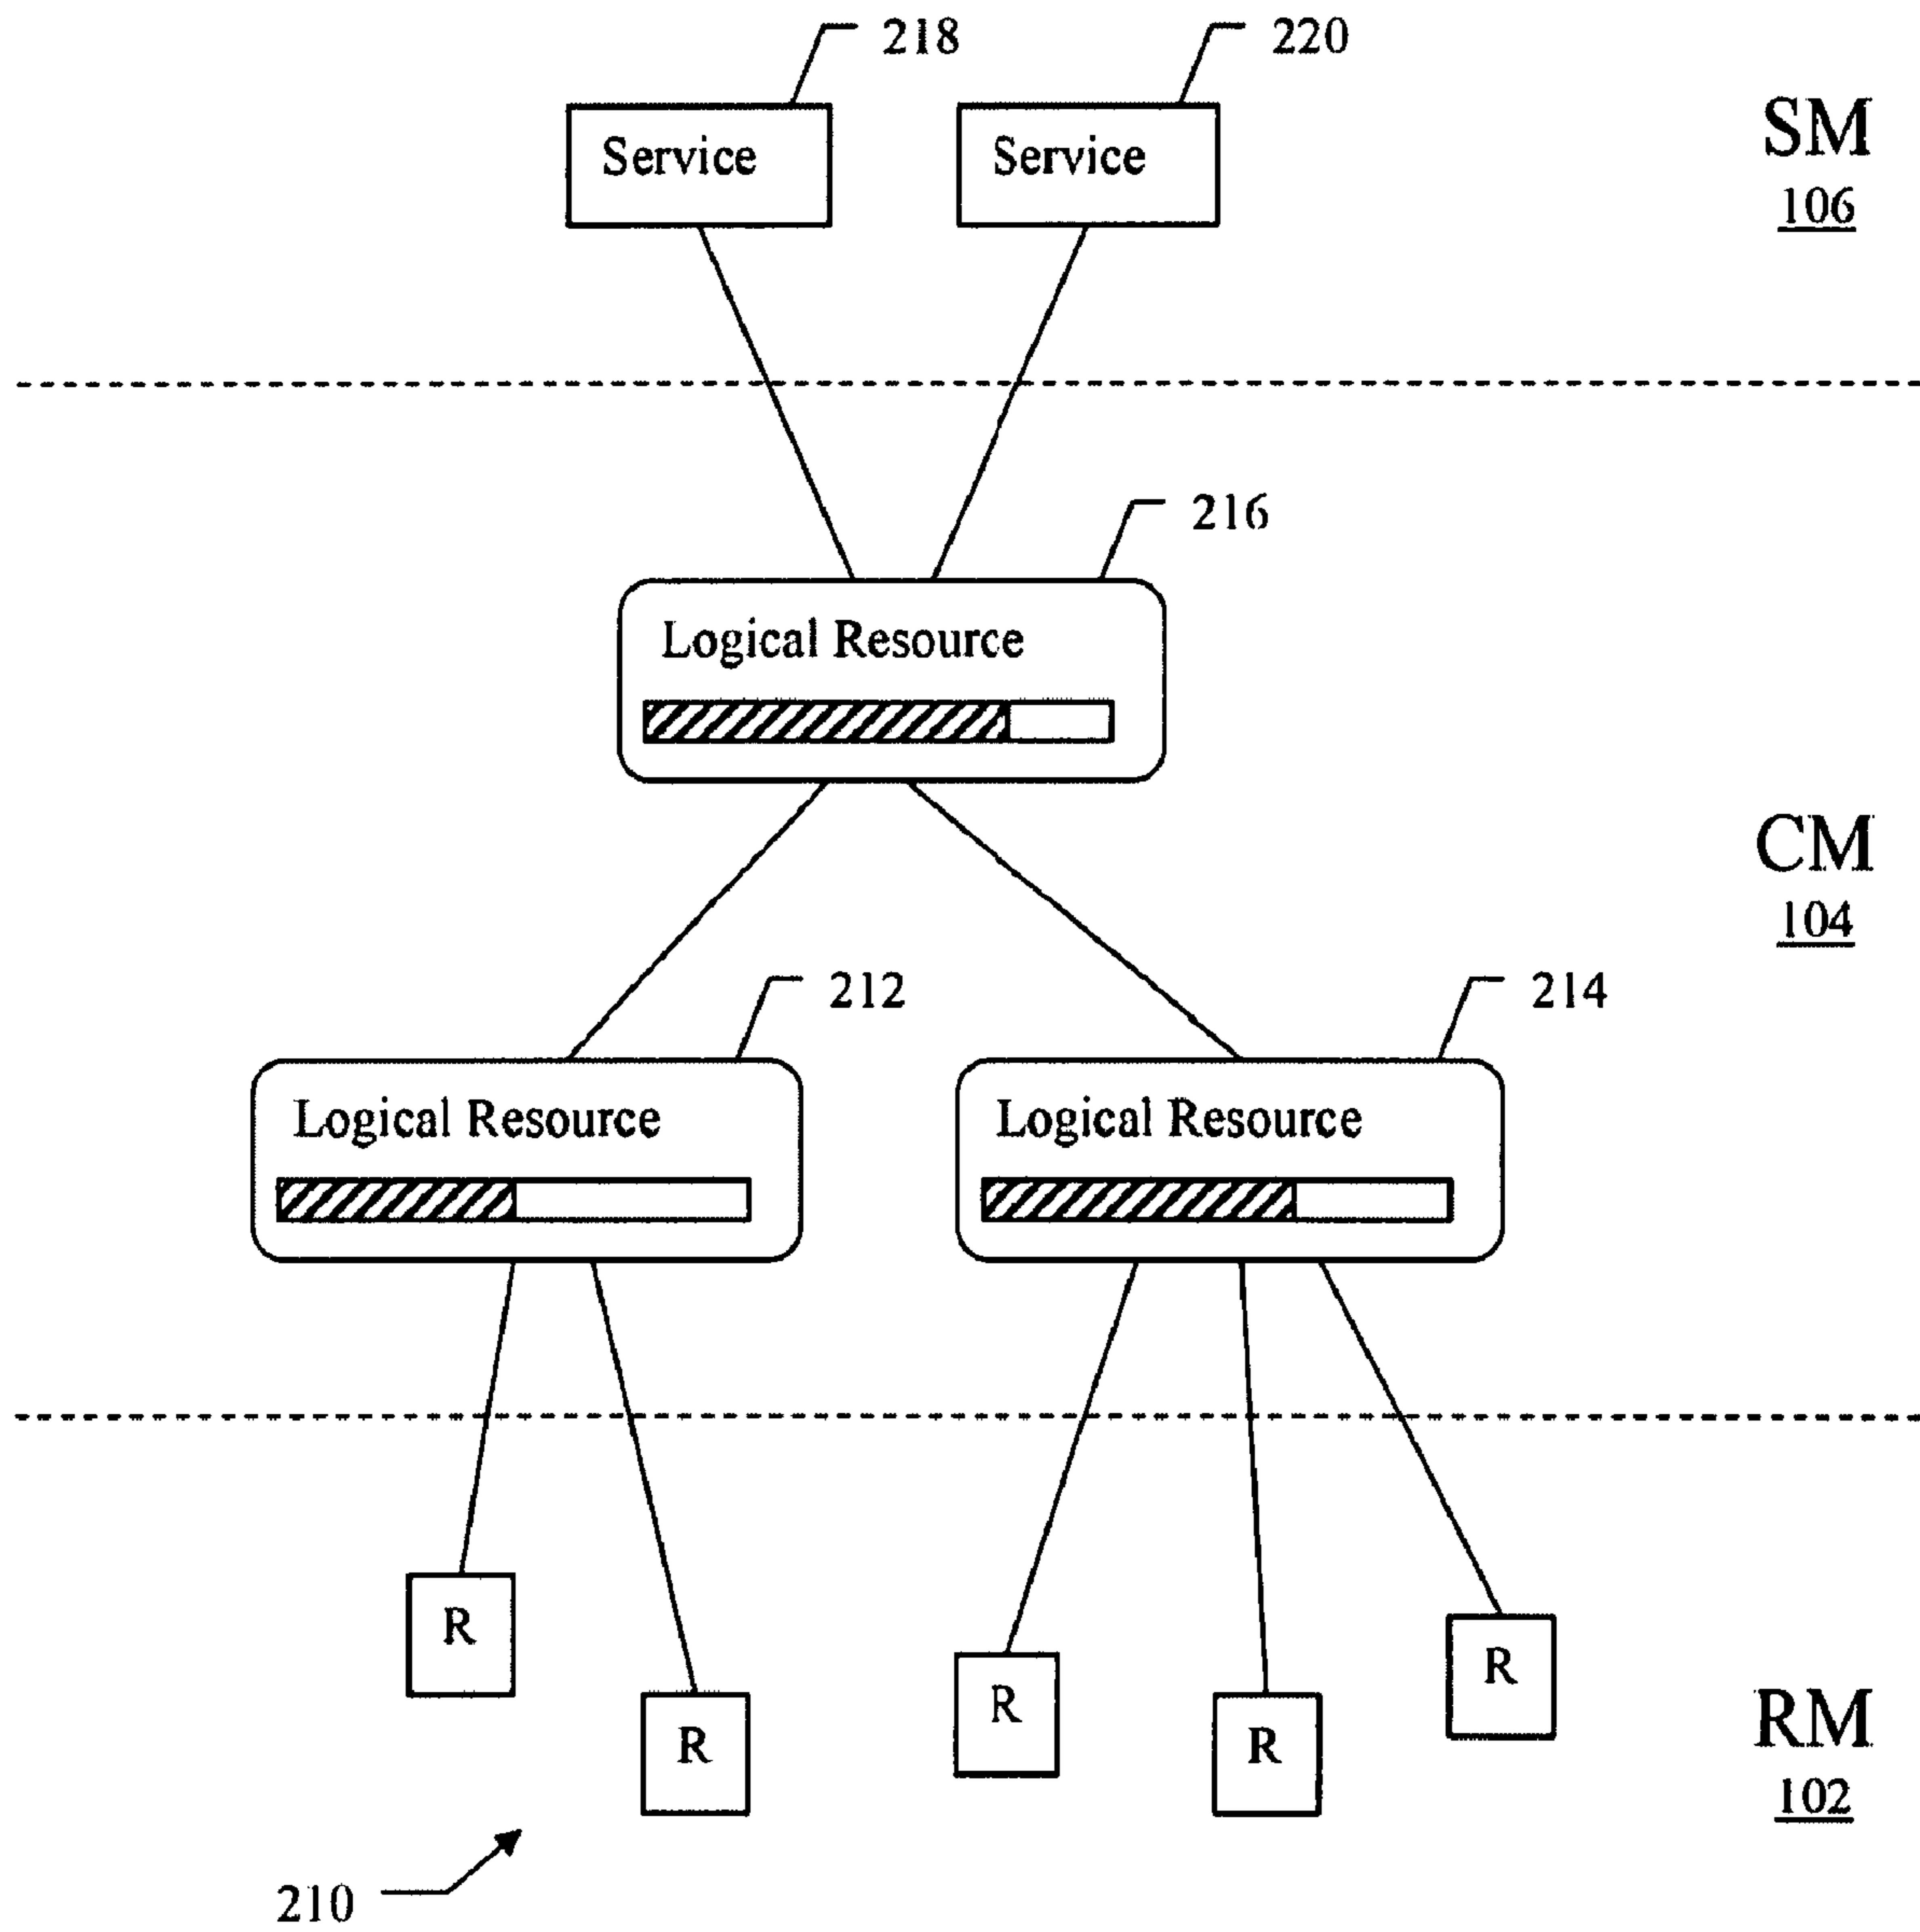 218
220
Service
Service
SM
106
216
Logical Resource
CM
104
212
214
Logical Resource
Logical Resource
R
R
R
R
R
RM
102
210